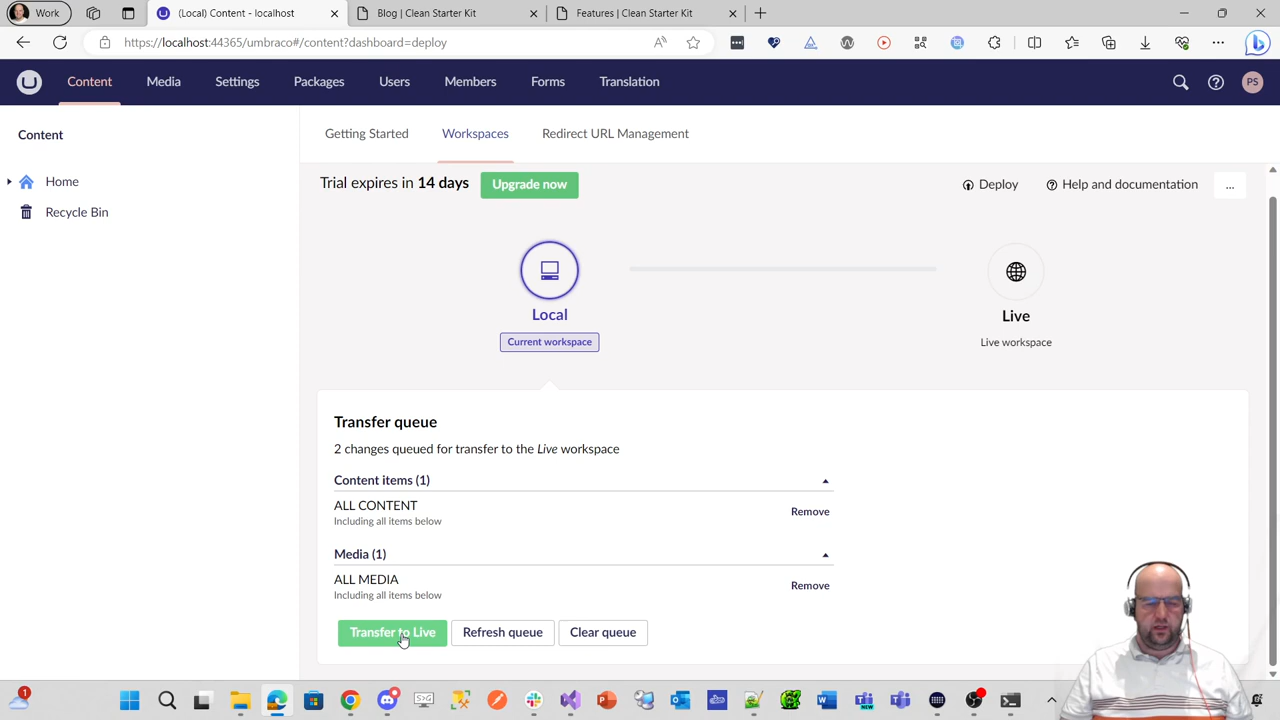 Work
(Local) Content - localhost
Blog | Clean Starter Kit
Features | Clean Starter Kit
https://localhost:44365/umbraco#/content?dashboard=deploy
Content
Media
Settings
Packages
Users
Members
Forms
Translation
PS
Content
Home
Recycle Bin
Getting Started
Workspaces
Redirect URL Management
Trial expires in 14 days
Upgrade now
Deploy
Help and documentation
...
Local
Current workspace
Live
Live workspace
Transfer queue
2 changes queued for transfer to the Live workspace
Content items (1)
ALL CONTENT
Including all items below
Remove
Media (1)
ALL MEDIA
Including all items below
Remove
Transfer to Live
Refresh queue
Clear queue
1